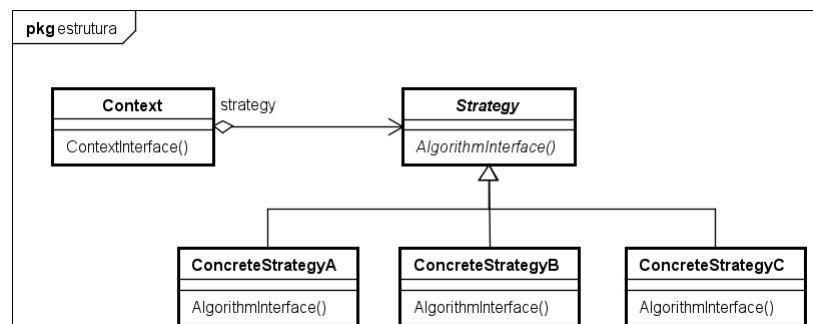 pkg estrutura
Context
strategy
Strategy
ContextInterface()
AlgorithmInterface()
ConcreteStrategyA
ConcreteStrategyB
ConcreteStrategyC
AlgorithmInterface()
AlgorithmInterface()
AlgorithmInterface()